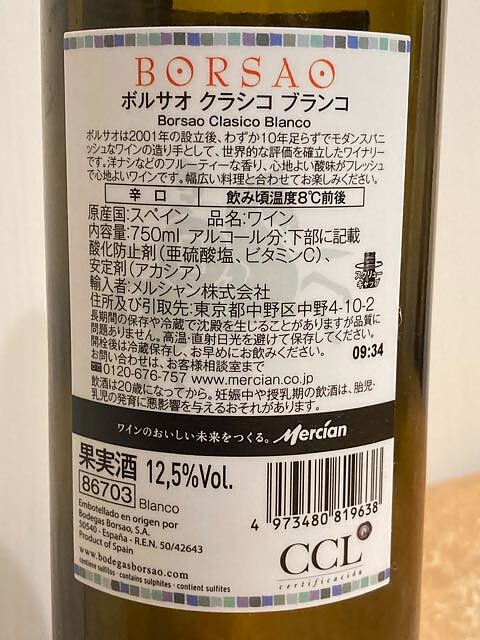 BORSAO
ボルサオ クラシコ ブランコ
Borsao Clasico Blanco
ボルサオは2001年の設立後、わずか10年足らずでモダンスパニ
ッシュなワインの造り手として、世界的な評価を確立したワイナリー
です。洋ナシなどのフルーティーな香り、心地よい酸味がフレッシュ
で心地よいワインです。幅広い料理と合わせてお楽しみください。
辛 口 飲み頃温度8℃前後
原産国:スペイン 品名:ワイン
内容量:750ml アルコール分:下部に記載
酸化防止剤(亜硫酸塩、ビタミンC)、
安定剤(アカシア)
スクリュー
キャップ
輸入者:メルシャン株式会社
住所及び引取先:東京都中野区中野4-10-2
長期間の保存や冷蔵で沈殿を生じることがありますが品質に
問題ありません。高温・直射日光を避けて保存してください。
開栓後は冷蔵保存し、お早めにお飲みください。
09:34
お問い合わせは、お客様相談室まで
0120-676-757 www.mercian.co.jp
飲酒は20歳になってから。妊娠中や授乳期の飲酒は、胎児・
乳児の発育に悪影響を与えるおそれがあります。
ワインのおいしい未来をつくる。 Mercian
果実酒 12,5%Vol.
86703 Blanco
Embotellado en origen por
Bodegas Borsao, S.A.
50540 - España - R.E.N. 50/42643
Product of Spain
www.bodegasborsao.com
contiene sulfitos - contains sulphites - contient sulfites
4 973480 819638
CCL
certificación